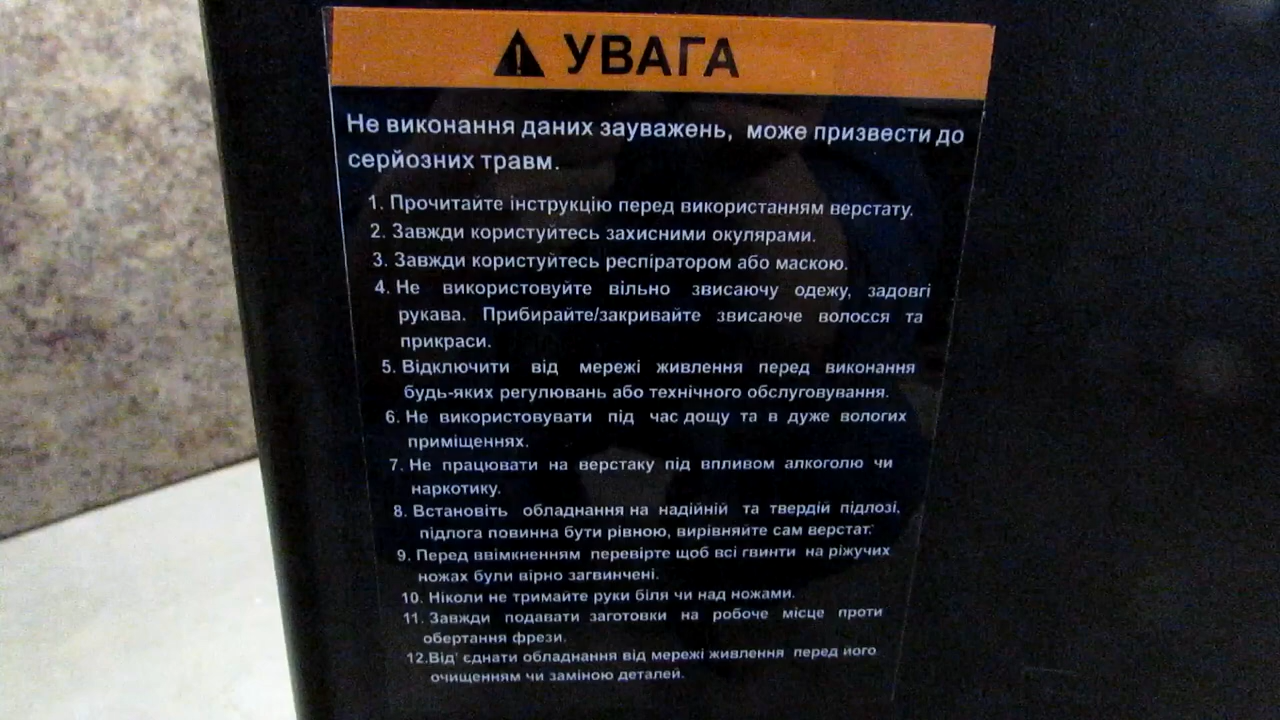 УВАГА
Не виконання даних зауважень, може призвести до
серйозних травм.
1. Прочитайте інструкцію перед використанням верстату.
2. Завжди користуйтесь захисними окулярами.
3. Завжди користуйтесь респіратором або маскою.
4. Не використовуйте вільно звисаючу одежу, задовгі
рукава. Прибирайте/закривайте звисаюче волосся та
прикраси.
5. Відключити від мережі живлення перед виконання
будь-яких регулювань або технічного обслуговування.
6. Не використовувати під час дощу та в дуже вологих
приміщеннях.
7. Не працювати на верстаку під впливом алкоголю чи
наркотику.
8. Встановіть обладнання на надійній та твердій підлозі,
підлога повинна бути рівною, вирівняйте сам верстат.
9. Перед ввімкненням перевірте щоб всі гвинти на ріжучих
ножах були вірно загвинчені.
10. Ніколи не тримайте руки біля чи над ножами.
11. Завжди подавати заготовки на робоче місце проти
обертання фрези.
12.Від' єднати обладнання від мережі живлення перед його
очищенням чи заміною деталей.